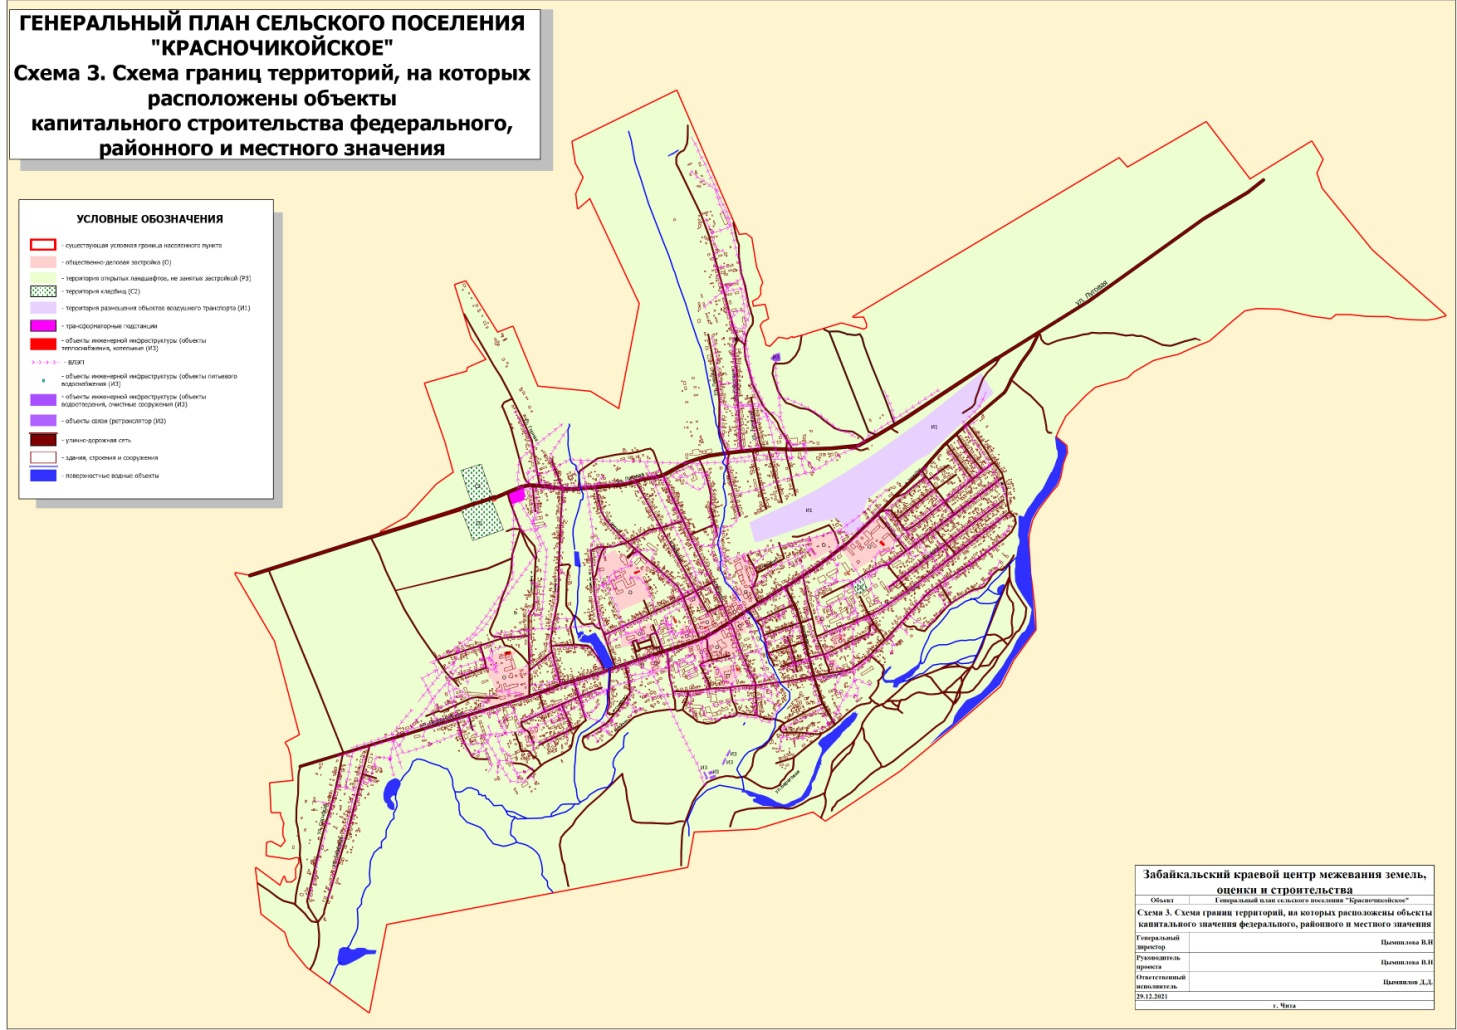 ГЕНЕРАЛЬНЫЙ ПЛАН СЕЛЬСКОГО ПОСЕЛЕНИЯ
"КРАСНОЧИКОЙСКОЕ"
Схема 3. Схема границ территорий, на которых
расположены объекты
капитального строительства федерального,
районного и местного значения
УСЛОВНЫЕ ОБОЗНАЧЕНИЯ
- существующая условная граница населенного пункта
- общественно-деловая застройка (О)
- территория открытых ландшафтов, не занятых застройкой (Р3)
- территория кладбищ (С2)
- территория размещения объектов воздушного транспорта (И1)
- трансформаторные подстанции
- объекты инженерной инфраструктуры (объекты
теплоснабжения, котельные (И3)
- ВЛЭП
- объекты инженерной инфраструктуры (объекты питьевого
водоснабжения (И3)
- объекты инженерной инфраструктуры (объекты
водоотведения, очистные сооружения (И3)
- объекты связи (ретранслятор (И3)
- улично-дорожная сеть
- здания, строения и сооружения
- поверхностные водные объекты
ул. Луговая
И1
И1
И3
И3
И3
И3
Забайкальский краевой центр межевания земель,
оценки и строительства
Объект Генеральный план сельского поселения "Красночикойское"
Схема 3. Схема границ территорий, на которых расположены объекты
капитального значения федерального, районного и местного значения
Генеральный
директор Цымпилова В.Н
Руководитель
проекта Цымпилова В.Н
Ответственный
исполнитель Цымпилов Д.Д.
29.12.2021
г. Чита